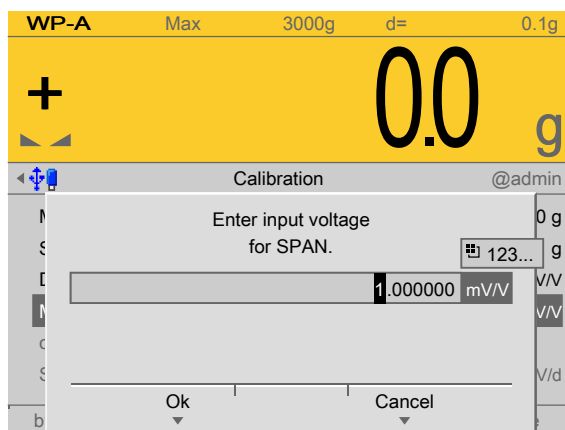 WP-A Max 3000g d= 0.1g
+ 0.0 g
Calibration @admin
Enter input voltage
for SPAN.
0 g
123... g
V/V
1.000000 mV/V
V/V
V/d
Ok Cancel
b